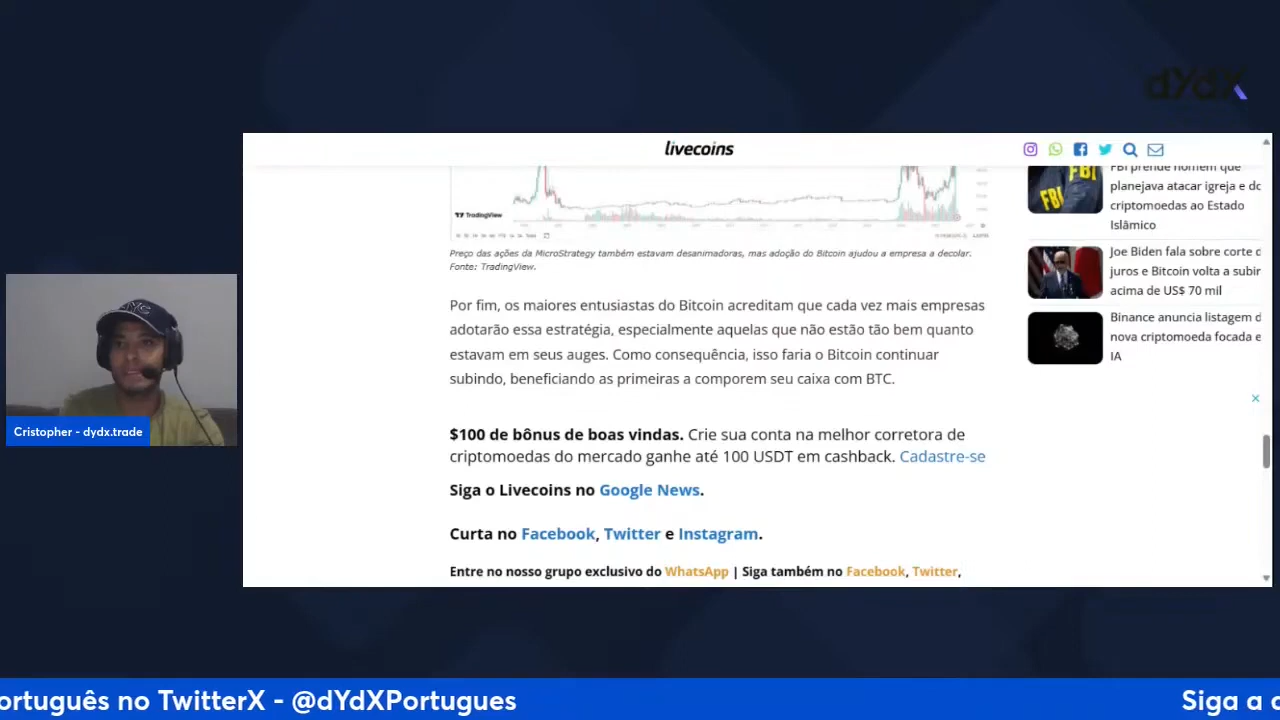 dYdX
livecoins
TradingView
Preço das ações da MicroStrategy também estavam desanimadoras, mas adoção do Bitcoin ajudou a empresa a decolar.
Fonte: TradingView.
Por fim, os maiores entusiastas do Bitcoin acreditam que cada vez mais empresas
adotarão essa estratégia, especialmente aquelas que não estão tão bem quanto
estavam em seus auges. Como consequência, isso faria o Bitcoin continuar
subindo, beneficiando as primeiras a comporem seu caixa com BTC.
$100 de bônus de boas vindas. Crie sua conta na melhor corretora de
criptomoedas do mercado ganhe até 100 USDT em cashback. Cadastre-se
Siga o Livecoins no Google News.
Curta no Facebook, Twitter e Instagram.
Entre no nosso grupo exclusivo do WhatsApp | Siga também no Facebook, Twitter,
FBI
FBI
FBI prende homem que
planejava atacar igreja e do
criptomoedas ao Estado
Islâmico
Joe Biden fala sobre corte d
juros e Bitcoin volta a subir
acima de US$ 70 mil
Binance anuncia listagem d
nova criptomoeda focada e
IA
Cristopher - dydx.trade
ortuguês no TwitterX - @dYdXPortugues
Siga a c